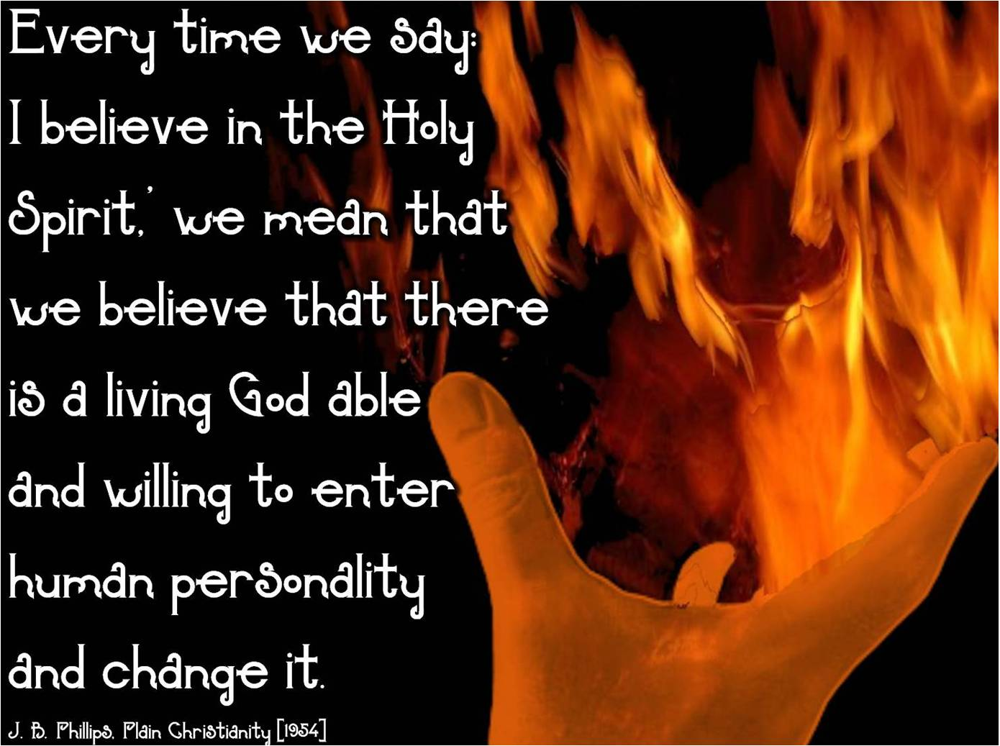 Every time we say:
I believe in the Holy
Spirit,' we mean that
we believe that there
is a living God able
and willing to enter
human personality
and change it.
J. B. Phillips, Plain Christianity [1954]